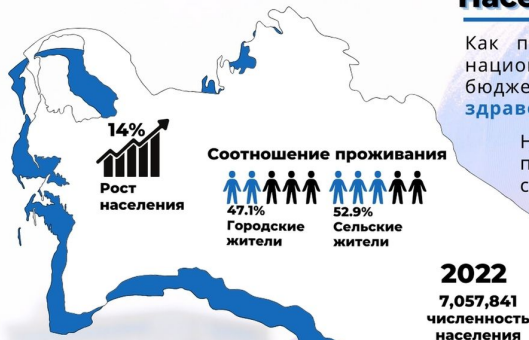 Как
национ
бюдже
14%
Рост
населения
Соотношение проживания
47.1%
Городские
жители
52.9%
Сельские
жители
2022
7,057,841
численность
населения